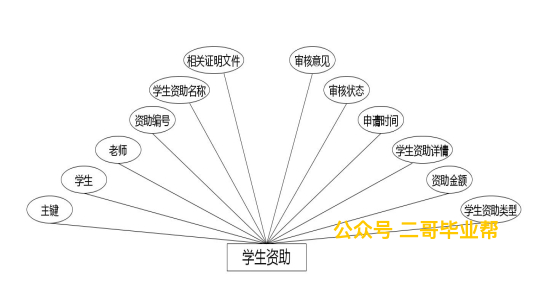 相关证明文件
审核意见
学生资助名称
审核状态
资助编号
申请时间
老师
学生资助详情
学生
资助金额
主键
学生资助类型
公众号 二哥毕业帮
学生资助